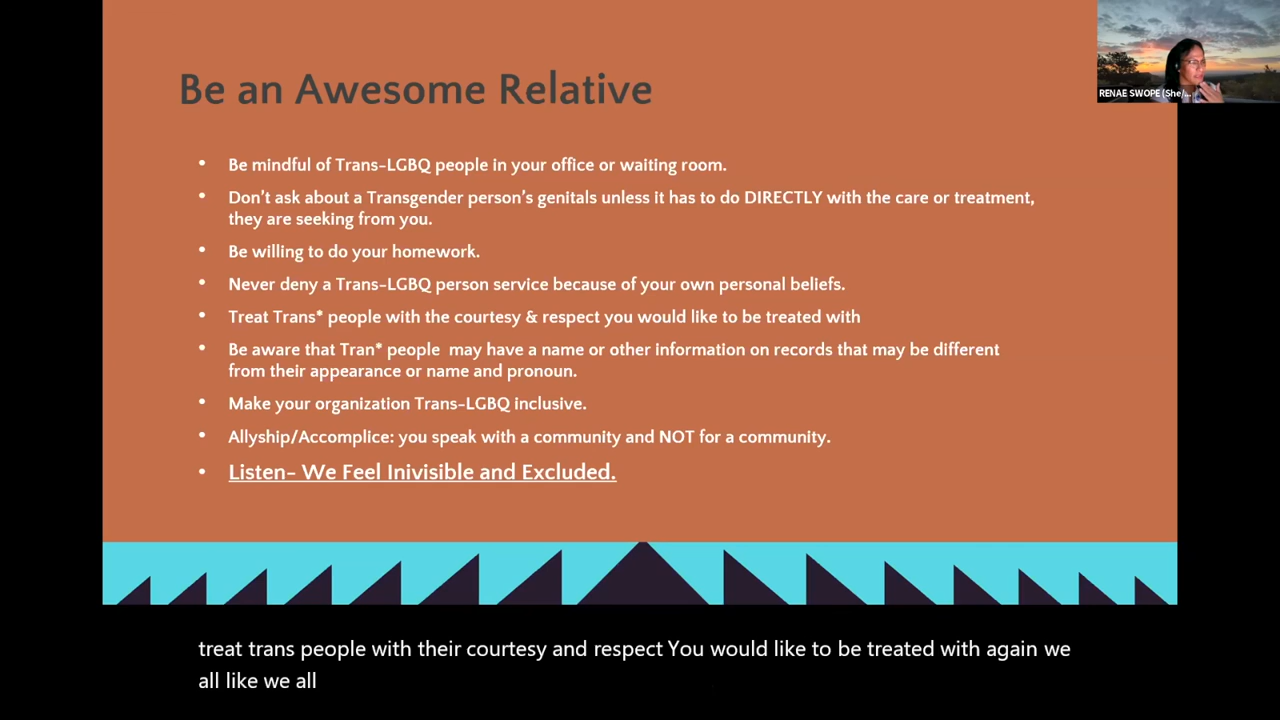 RENAE SWOPE (She/...
Be an Awesome Relative
• Be mindful of Trans-LGBQ people in your office or waiting room.
• Don't ask about a Transgender person's genitals unless it has to do DIRECTLY with the care or treatment,
they are seeking from you.
• Be willing to do your homework.
• Never deny a Trans-LGBQ person service because of your own personal beliefs.
• Treat Trans* people with the courtesy & respect you would like to be treated with
• Be aware that Tran* people may have a name or other information on records that may be different
from their appearance or name and pronoun.
• Make your organization Trans-LGBQ inclusive.
• Allyship/Accomplice: you speak with a community and NOT for a community.
• Listen- We Feel Inivisible and Excluded.
treat trans people with their courtesy and respect You would like to be treated with again we
all like we all